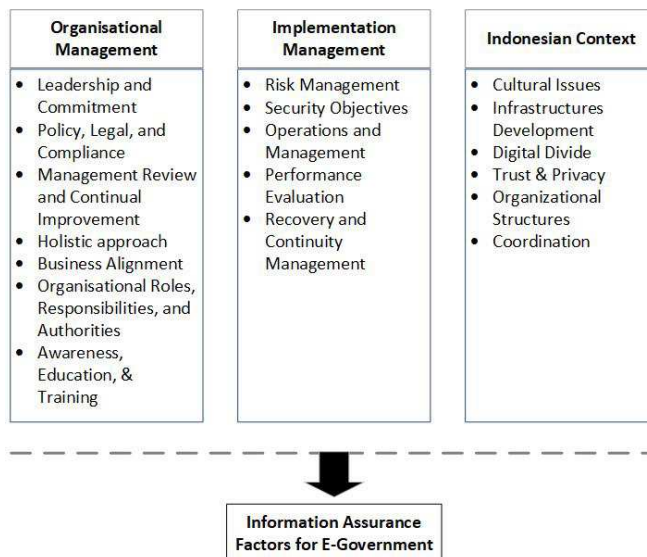 Organisational
Management
• Leadership and
Commitment
• Policy, Legal, and
Compliance
• Management Review
and Continual
Improvement
• Holistic approach
• Business Alignment
• Organisational Roles,
Responsibilities, and
Authorities
• Awareness,
Education, &
Training
Implementation
Management
• Risk Management
• Security Objectives
• Operations and
Management
• Performance
Evaluation
• Recovery and
Continuity
Management
Indonesian Context
• Cultural Issues
• Infrastructures
Development
• Digital Divide
• Trust & Privacy
• Organizational
Structures
• Coordination
Information Assurance
Factors for E-Government